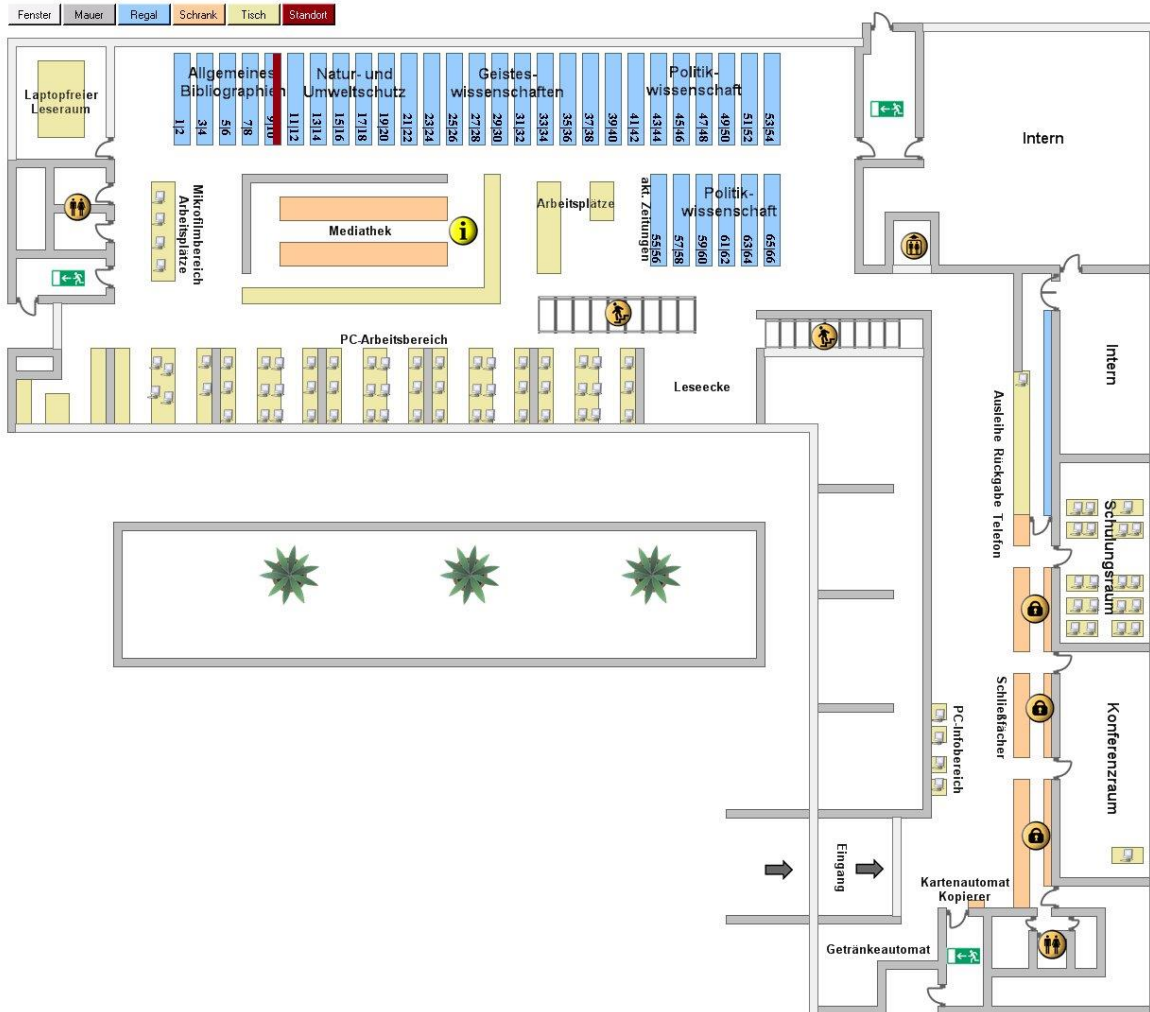 Fenster
Mauer
Regal
Schrank
Tisch
Standort
Laptopfreier
Leseraum
Allgemeines
Bibliographien
Natur- und
Umweltschutz
Geistes-
wissenschaften
Politik-
wissenschaft
1|2
3|4
5|6
7|8
9|10
11|12
13|14
15|16
17|18
19|20
21|22
23|24
25|26
27|28
29|30
31|32
33|34
35|36
37|38
39|40
41|42
43|44
45|46
47|48
49|50
51|52
53|54
Intern
Mikrofilmbereich
Arbeitsplätze
Mediathek
i
Arbeitsplätze
akt. Zeitungen
Politik-
wissenschaft
55|56
57|58
59|60
61|62
63|64
65|66
PC-Arbeitsbereich
Leseecke
Intern
Ausleihe Rückgabe Telefon
Schulungsraum
Schließfächer
PC-Infobereich
Konferenzraum
Eingang
Kartenautomat
Kopierer
Getränkeautomat